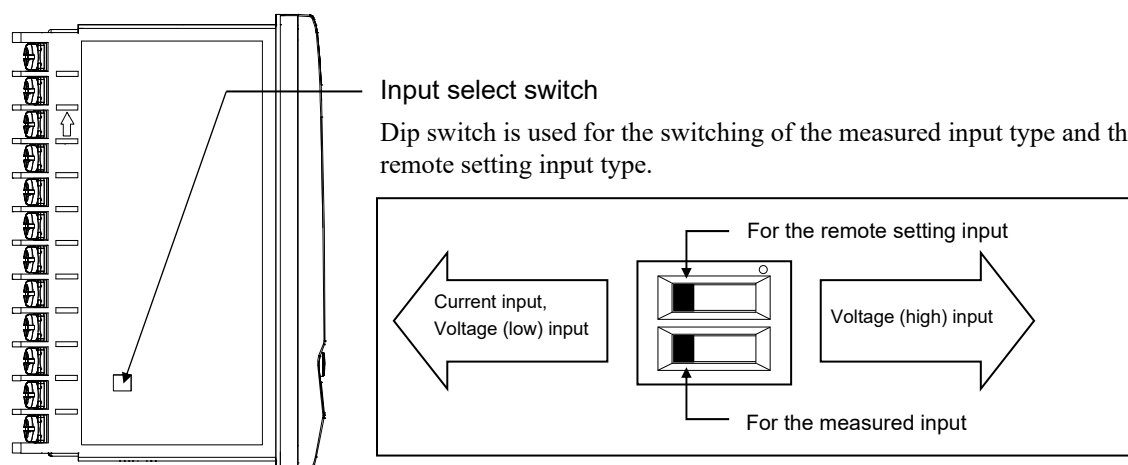 Input select switch
Dip switch is used for the switching of the measured input type and
remote setting input type.
For the remote setting input
Current input,
Voltage (low) input
Voltage (high) input
For the measured input